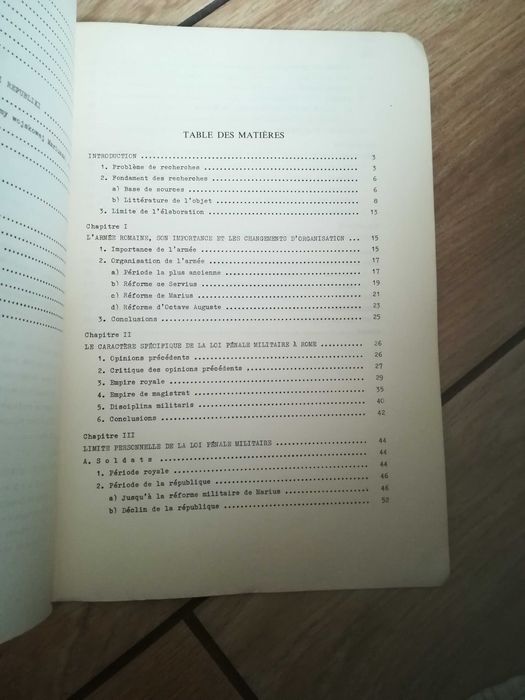 REPUBLIKI
wojskowej
TABLE DES MATIÈRES
INTRODUCTION ........ 3
1. Problème de recherches ........ 3
2. Fondament des recherches ........ 6
a) Base de sources ........ 6
b) Littérature de l'objet ........ 8
3. Limite de l'élaboration ........ 13
Chapitre I
L'ARMÉE ROMAINE, SON IMPORTANCE ET LES CHANGEMENTS D'ORGANISATION ... 15
1. Importance de l'armée ........ 15
2. Organisation de l'armée ........ 17
a) Période la plus ancienne ........ 17
b) Réforme de Servius ........ 19
c) Réforme de Marius ........ 21
d) Réforme d'Octave Auguste ........ 23
3. Conclusions ........ 25
Chapitre II
LE CARACTÈRE SPÉCIFIQUE DE LA LOI PÉNALE MILITAIRE À ROME ........ 26
1. Opinions précédents ........ 26
2. Critique des opinions précédents ........ 27
3. Empire royale ........ 29
4. Empire de magistrat ........ 35
5. Disciplina militaris ........ 40
6. Conclusions ........ 42
Chapitre III
LIMITE PERSONNELLE DE LA LOI PÉNALE MILITAIRE ........ 44
A. Soldats ........ 44
1. Période royale ........ 44
2. Période de la république ........ 46
a) Jusqu'à la réforme militaire de Marius ........ 46
b) Déclin de la république ........ 52